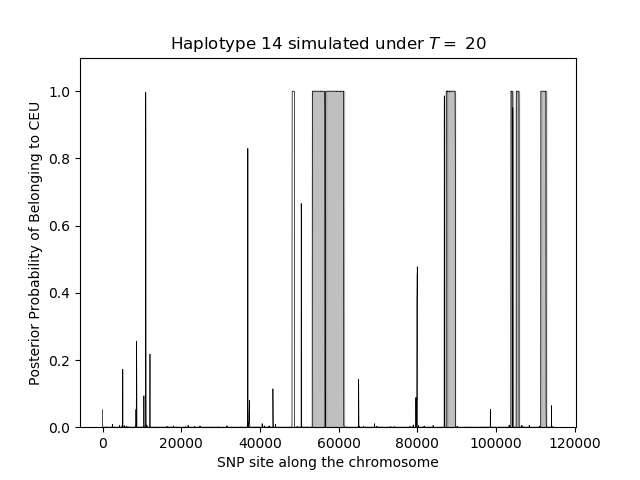 Haplotype 14 simulated under T = 20
Posterior Probability of Belonging to CEU
1.0
0.8
0.6
0.4
0.2
0.0
0 20000 40000 60000 80000 100000 120000
SNP site along the chromosome